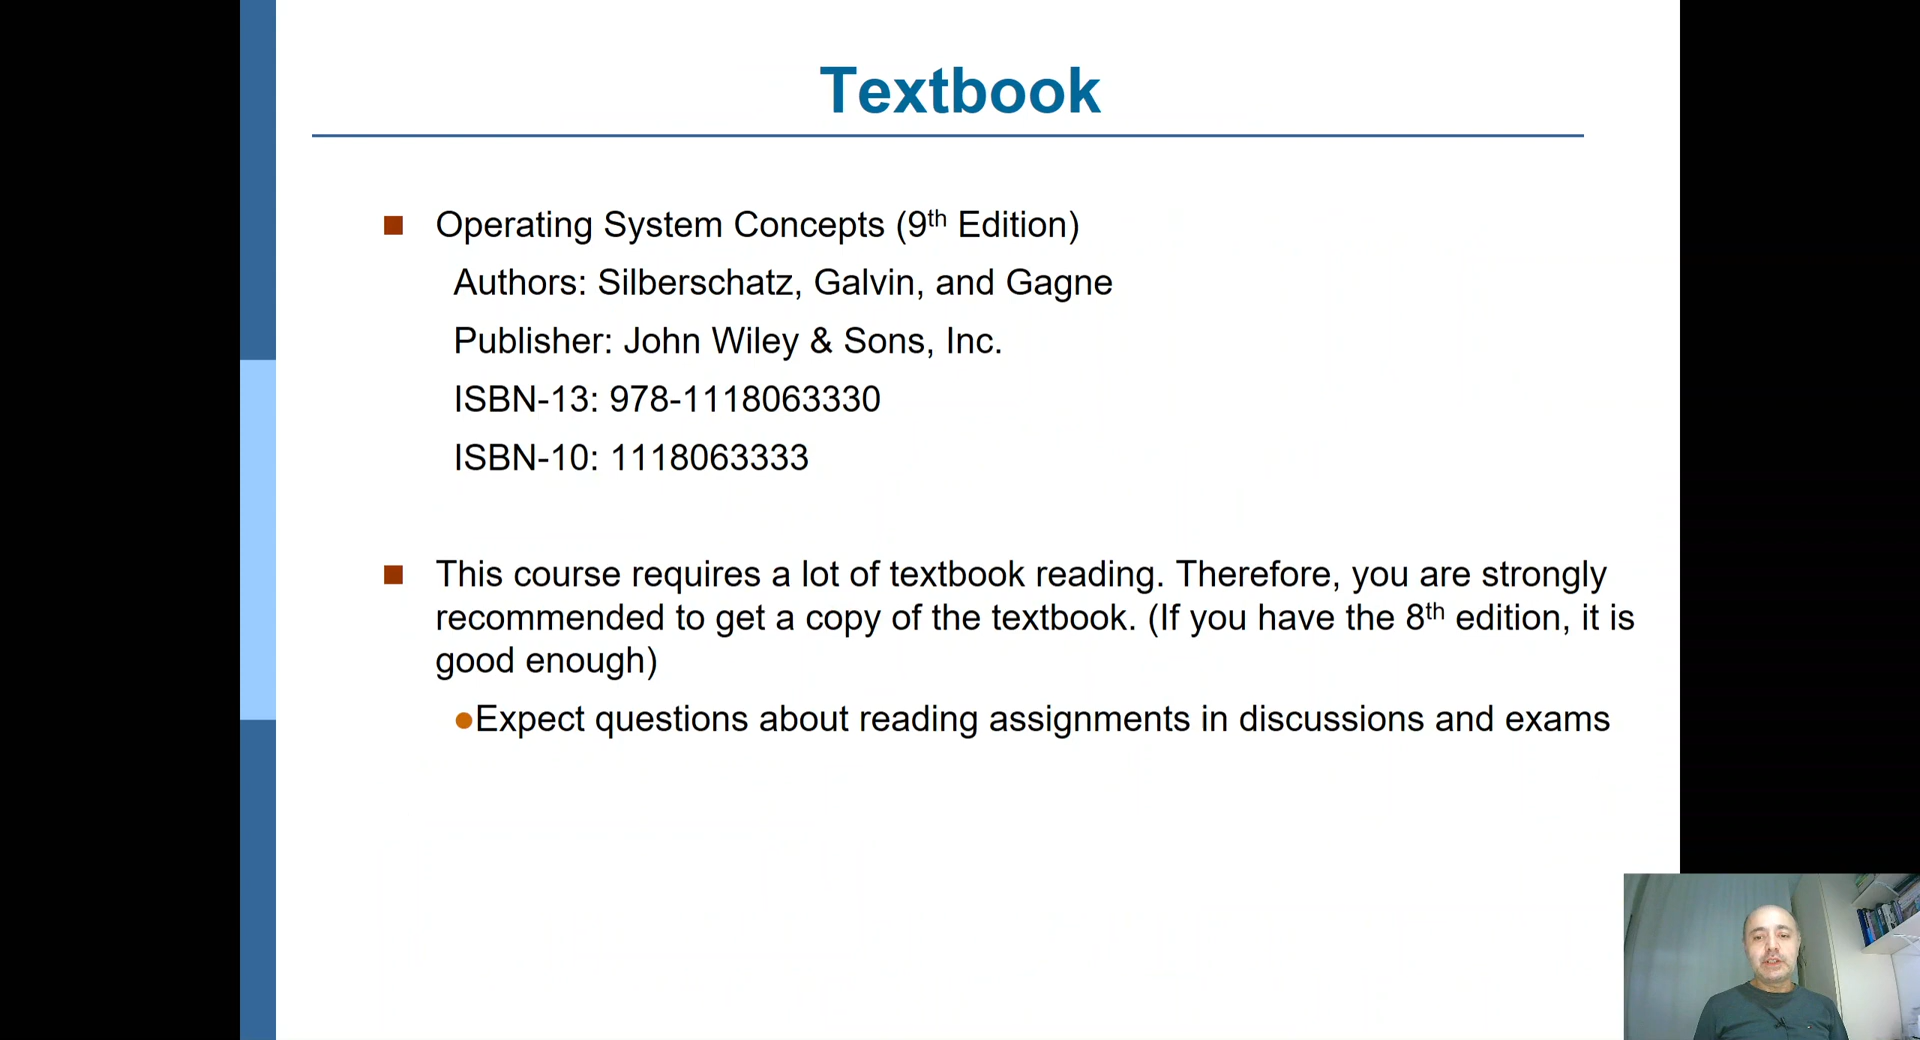 Textbook
Operating System Concepts (9th Edition)
Authors: Silberschatz, Galvin, and Gagne
Publisher: John Wiley & Sons, Inc.
ISBN-13: 978-1118063330
ISBN-10: 1118063333
This course requires a lot of textbook reading. Therefore, you are strongly
recommended to get a copy of the textbook. (If you have the 8th edition, it is
good enough)
Expect questions about reading assignments in discussions and exams